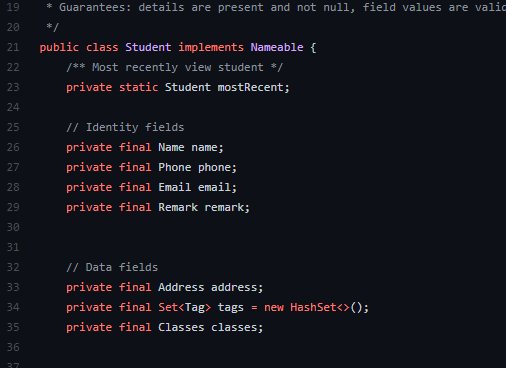 19 * Guarantees: details are present and not null, field values are valid
20 */
21 public class Student implements Nameable {
22 /** Most recently view student */
23 private static Student mostRecent;
24
25 // Identity fields
26 private final Name name;
27 private final Phone phone;
28 private final Email email;
29 private final Remark remark;
30
31
32 // Data fields
33 private final Address address;
34 private final Set<Tag> tags = new HashSet<>();
35 private final Classes classes;
36
37